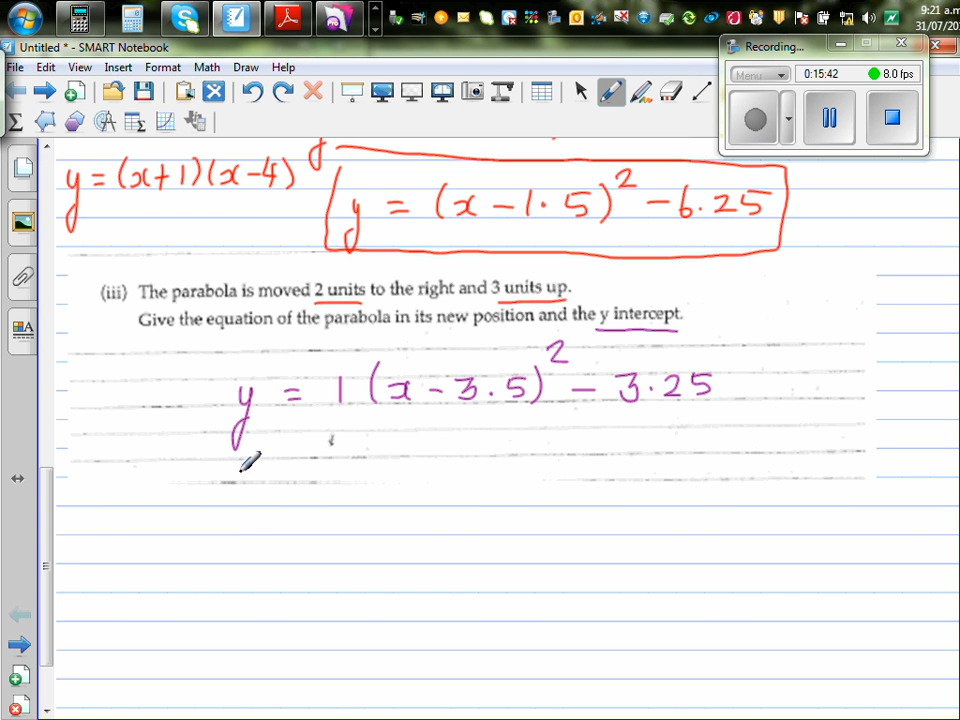 9:21 a.m
31/07/20
Untitled * - SMART Notebook
Recording...
File Edit View Insert Format Math Draw Help
Menu 0:15:42 8.0 fps
y
y = (x+1)(x-4)
y = (x - 1.5)² - 6.25
(iii) The parabola is moved 2 units to the right and 3 units up.
Give the equation of the parabola in its new position and the y intercept.
y = 1 (x - 3.5)² - 3.25